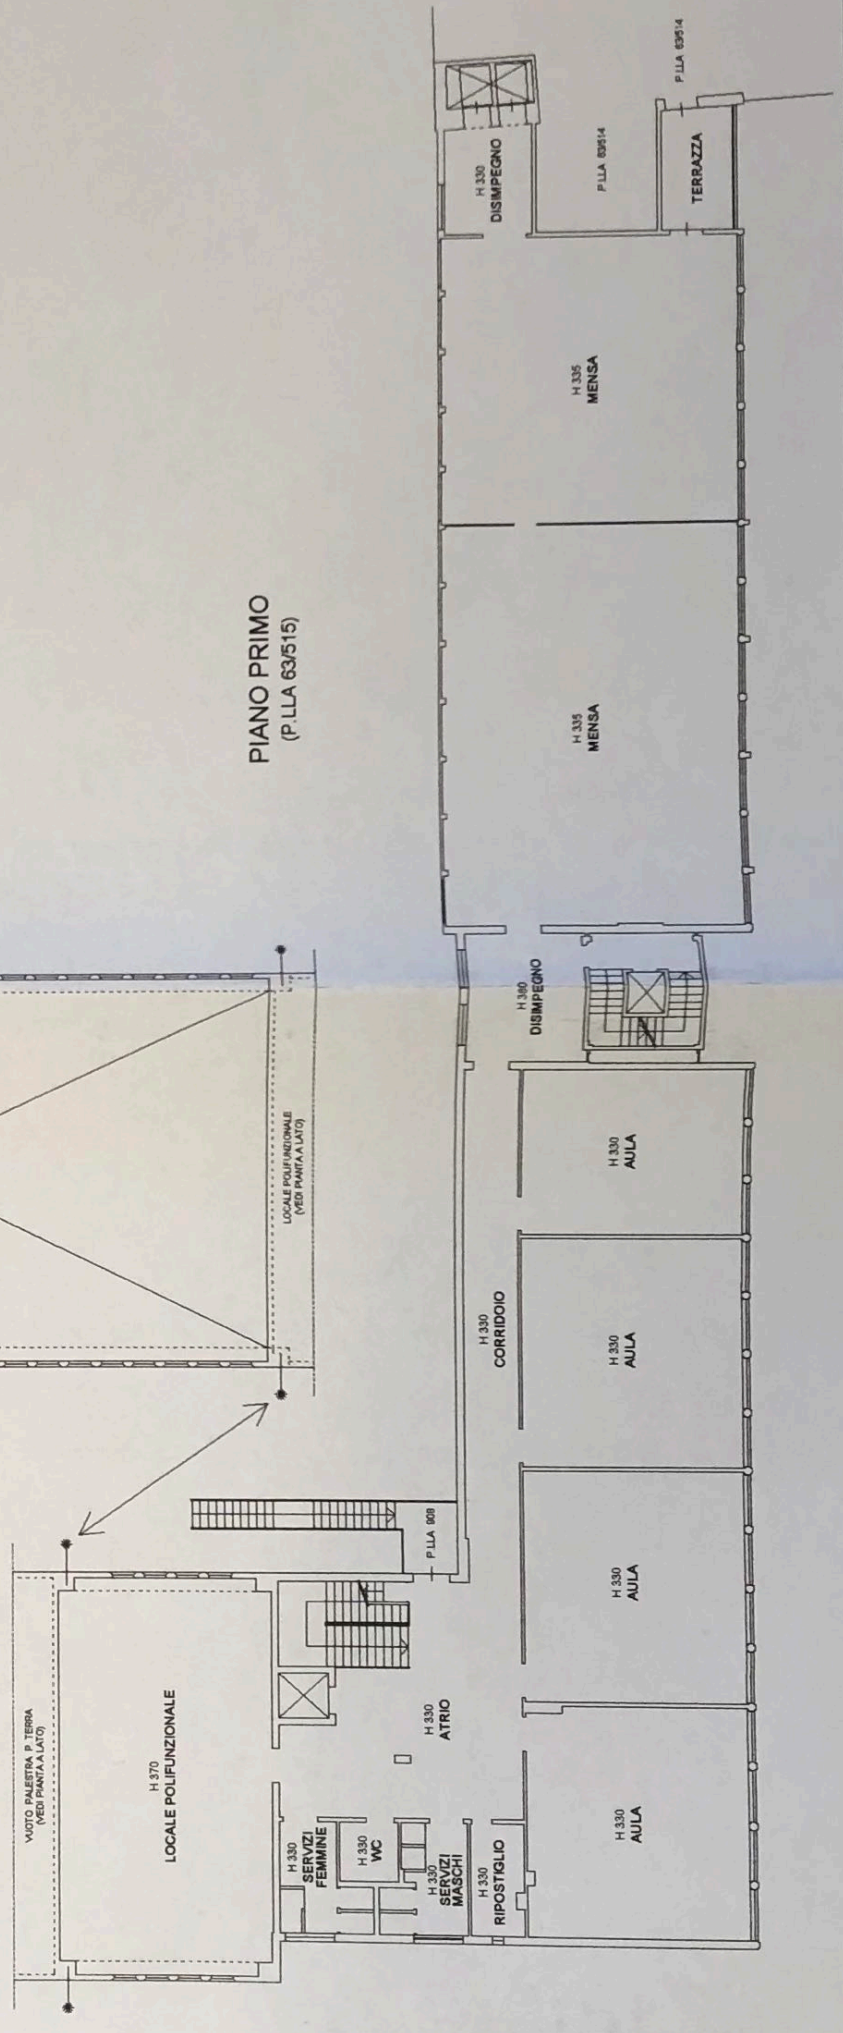 PIANO PRIMO
(P.LLA 63/515)
VUOTO PALESTRA P. TERRA
(VEDI PIANTA A LATO)
H 370
LOCALE POLIFUNZIONALE
LOCALE POLIFUNZIONALE
(VEDI PIANTA A LATO)
H 330
SERVIZI
FEMMINE
H 330
WC
H 330
SERVIZI
MASCHI
H 330
RIPOSTIGLIO
H 330
ATRIO
P.LLA 908
H 330
CORRIDOIO
H 360
DISIMPEGNO
H 330
DISIMPEGNO
P.LLA 63/514
P.LLA 63/514
TERRAZZA
H 330
AULA
H 330
AULA
H 330
AULA
H 330
AULA
H 335
MENSA
H 335
MENSA